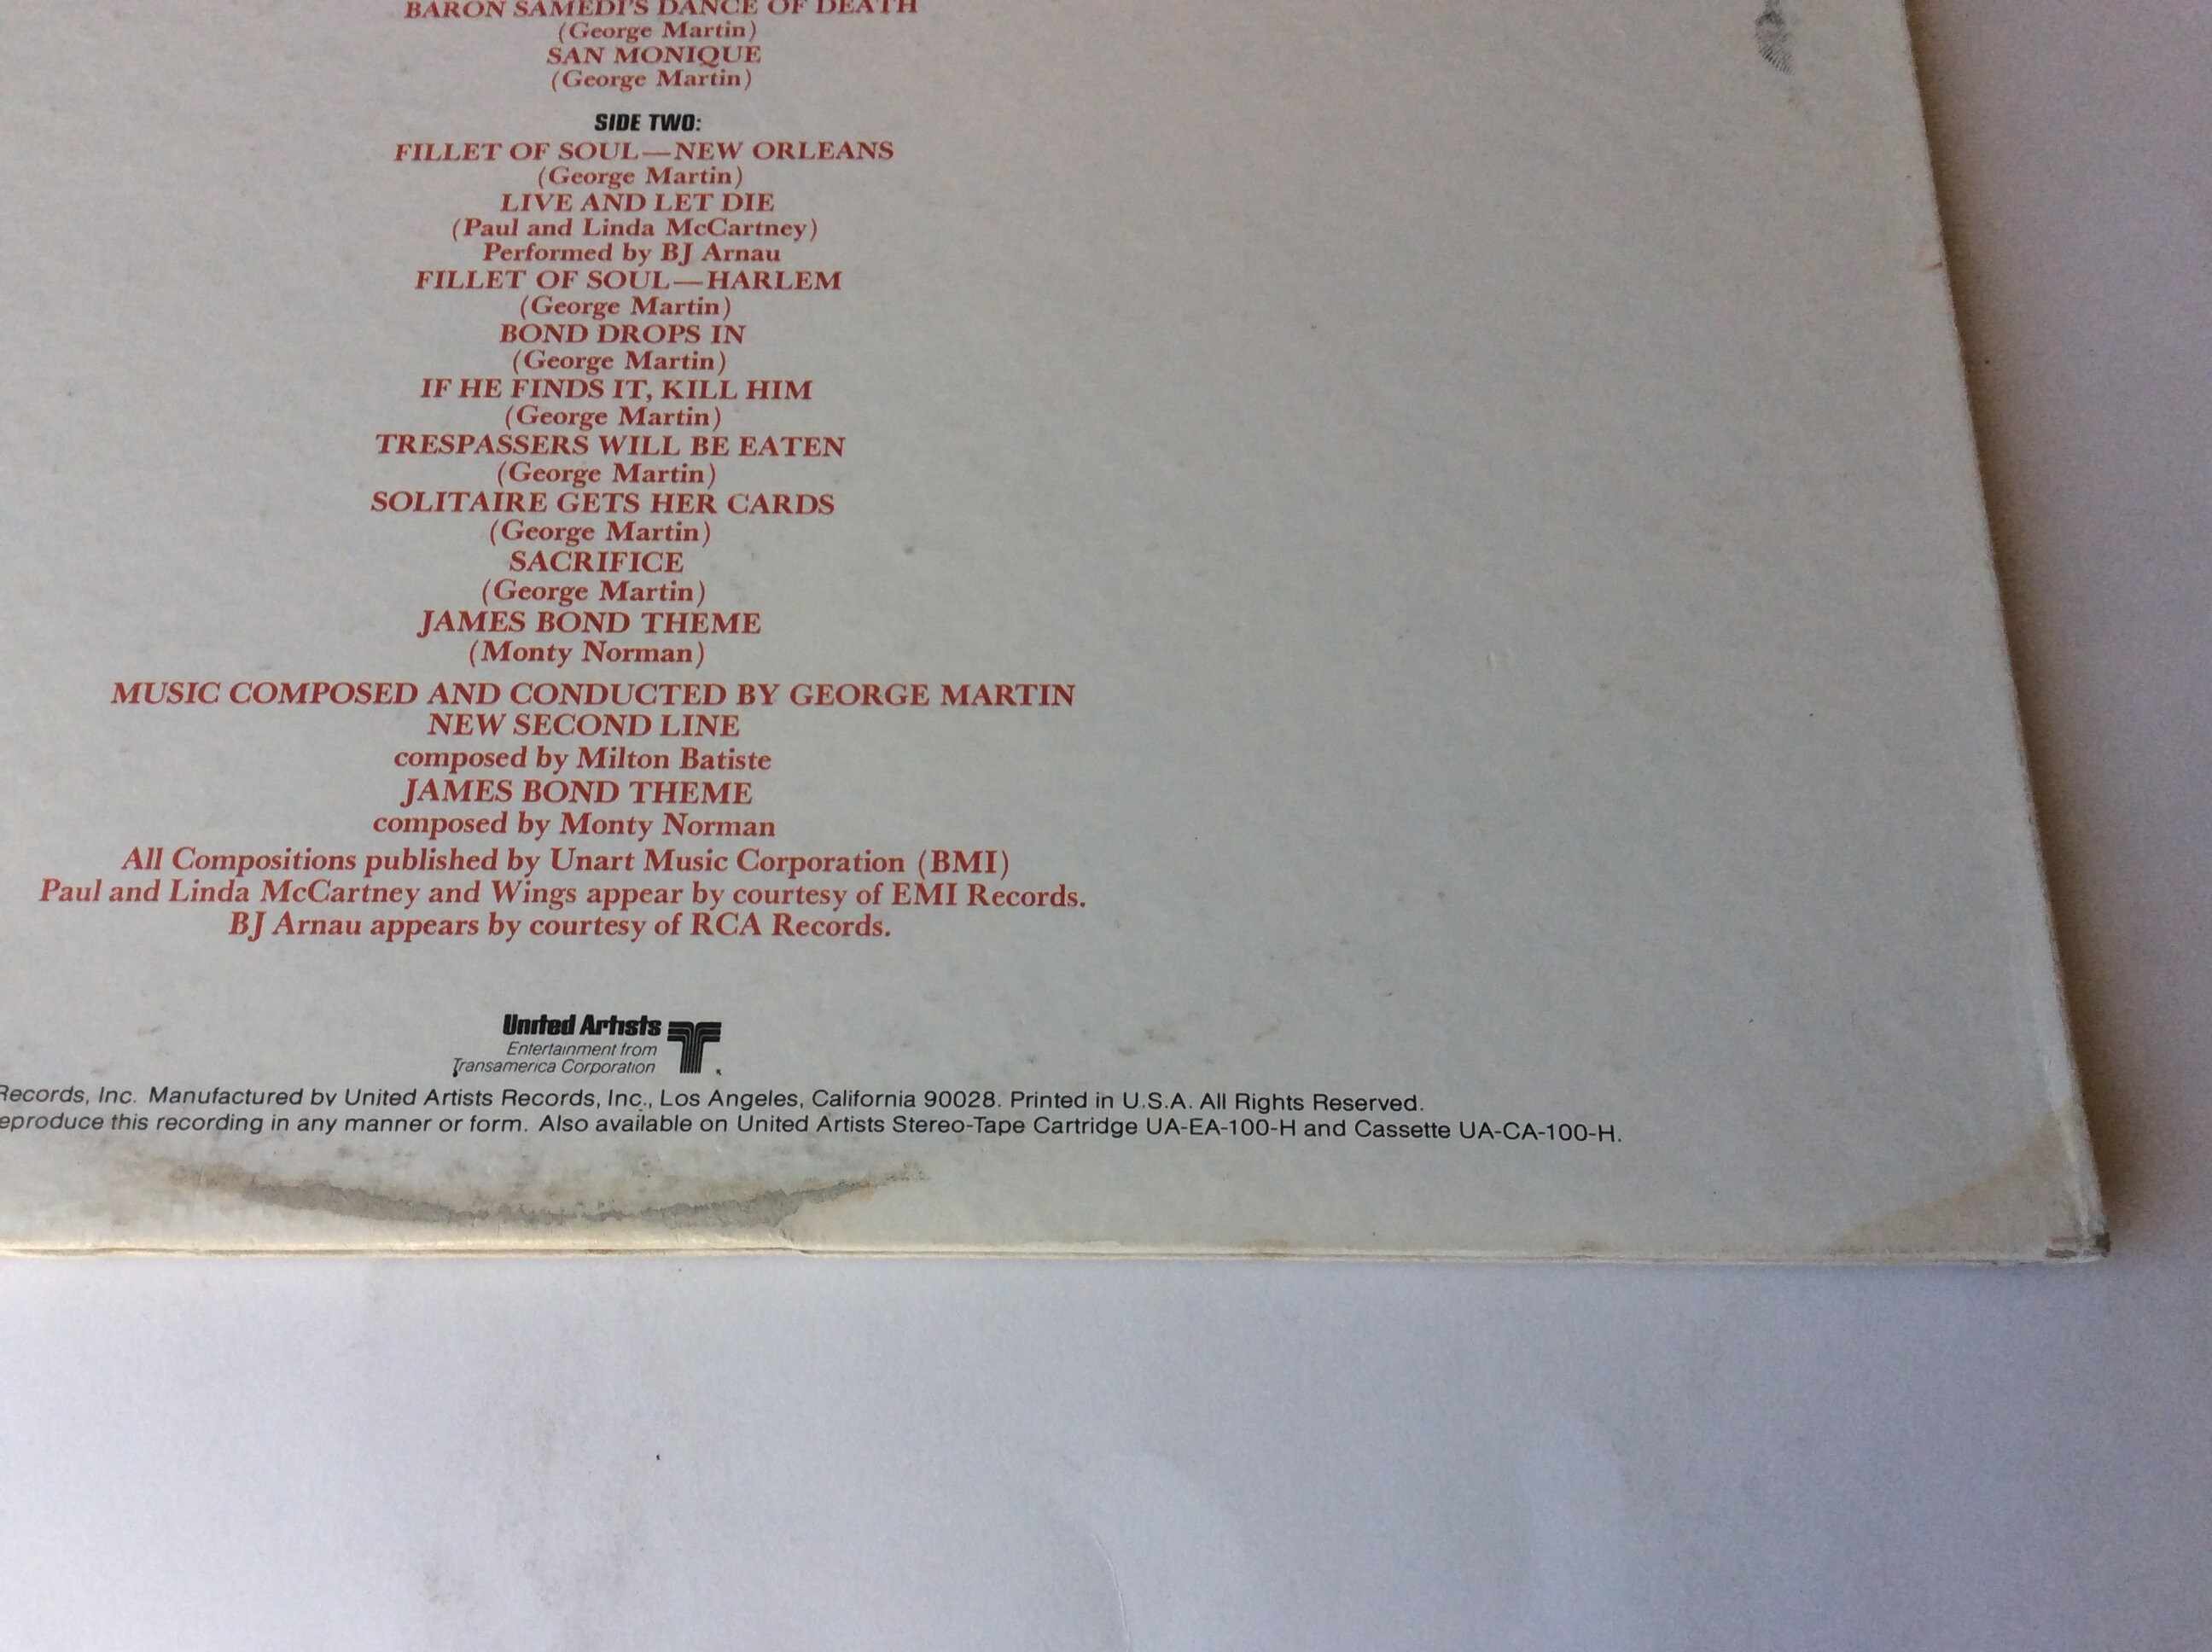 BARON SAMEDI'S DANCE OF DEATH
(George Martin)
SAN MONIQUE
(George Martin)
SIDE TWO:
FILLET OF SOUL—NEW ORLEANS
(George Martin)
LIVE AND LET DIE
(Paul and Linda McCartney)
Performed by BJ Arnau
FILLET OF SOUL—HARLEM
(George Martin)
BOND DROPS IN
(George Martin)
IF HE FINDS IT, KILL HIM
(George Martin)
TRESPASSERS WILL BE EATEN
(George Martin)
SOLITAIRE GETS HER CARDS
(George Martin)
SACRIFICE
(George Martin)
JAMES BOND THEME
(Monty Norman)
MUSIC COMPOSED AND CONDUCTED BY GEORGE MARTIN
NEW SECOND LINE
composed by Milton Batiste
JAMES BOND THEME
composed by Monty Norman
All Compositions published by Unart Music Corporation (BMI)
Paul and Linda McCartney and Wings appear by courtesy of EMI Records.
BJ Arnau appears by courtesy of RCA Records.
United Artists
Entertainment from
Transamerica Corporation
Records, Inc. Manufactured by United Artists Records, Inc., Los Angeles, California 90028. Printed in U.S.A. All Rights Reserved.
eproduce this recording in any manner or form. Also available on United Artists Stereo-Tape Cartridge UA-EA-100-H and Cassette UA-CA-100-H.